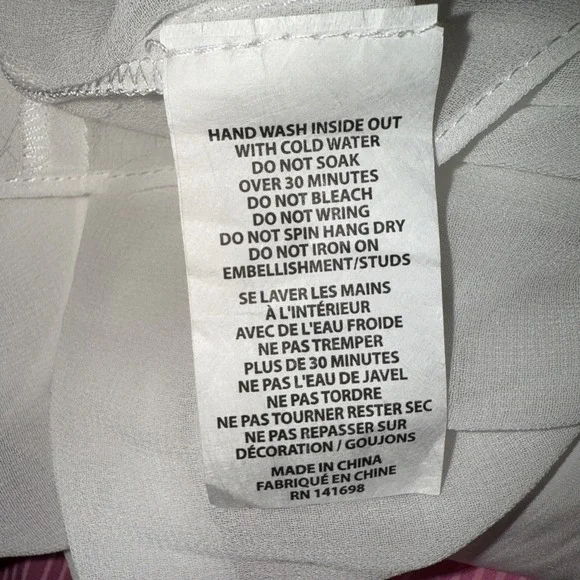 HAND WASH INSIDE OUT
WITH COLD WATER
DO NOT SOAK
OVER 30 MINUTES
DO NOT BLEACH
DO NOT WRING
DO NOT SPIN HANG DRY
DO NOT IRON ON
EMBELLISHMENT/STUDS
SE LAVER LES MAINS
À L'INTÉRIEUR
AVEC DE L'EAU FROIDE
NE PAS TREMPER
PLUS DE 30 MINUTES
NE PAS L'EAU DE JAVEL
NE PAS TORDRE
NE PAS TOURNER RESTER SEC
NE PAS REPASSER SUR
DÉCORATION / GOUJONS
MADE IN CHINA
FABRIQUÉ EN CHINE
RN 141698